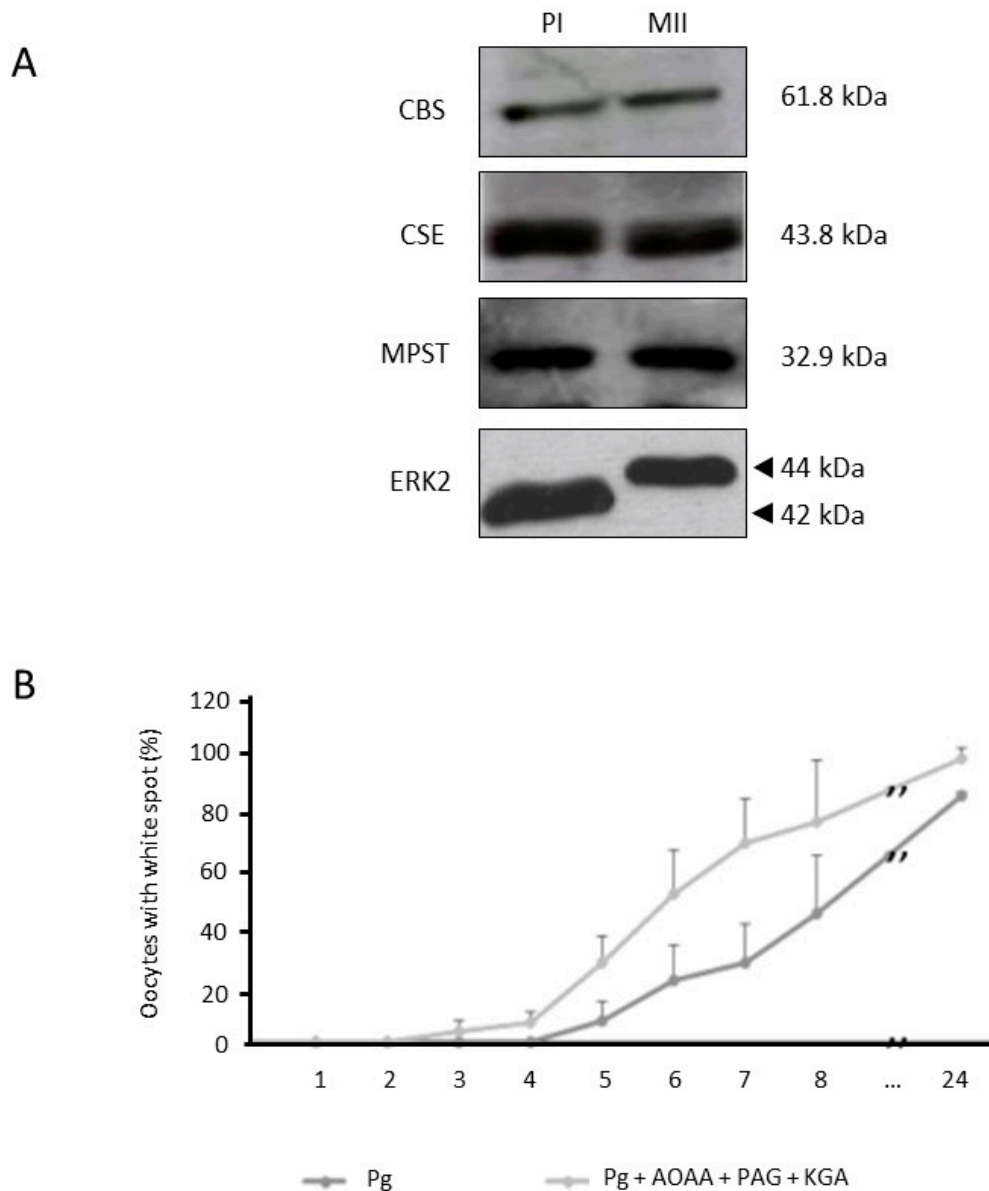 A
PI MII
CBS 61.8 kDa
CSE 43.8 kDa
MPST 32.9 kDa
ERK2
44 kDa
42 kDa
B
Oocytes with white spot (%)
120
100
80
60
40
20
0
1 2 3 4 5 6 7 8 ... 24
Pg Pg + AOAA + PAG + KGA